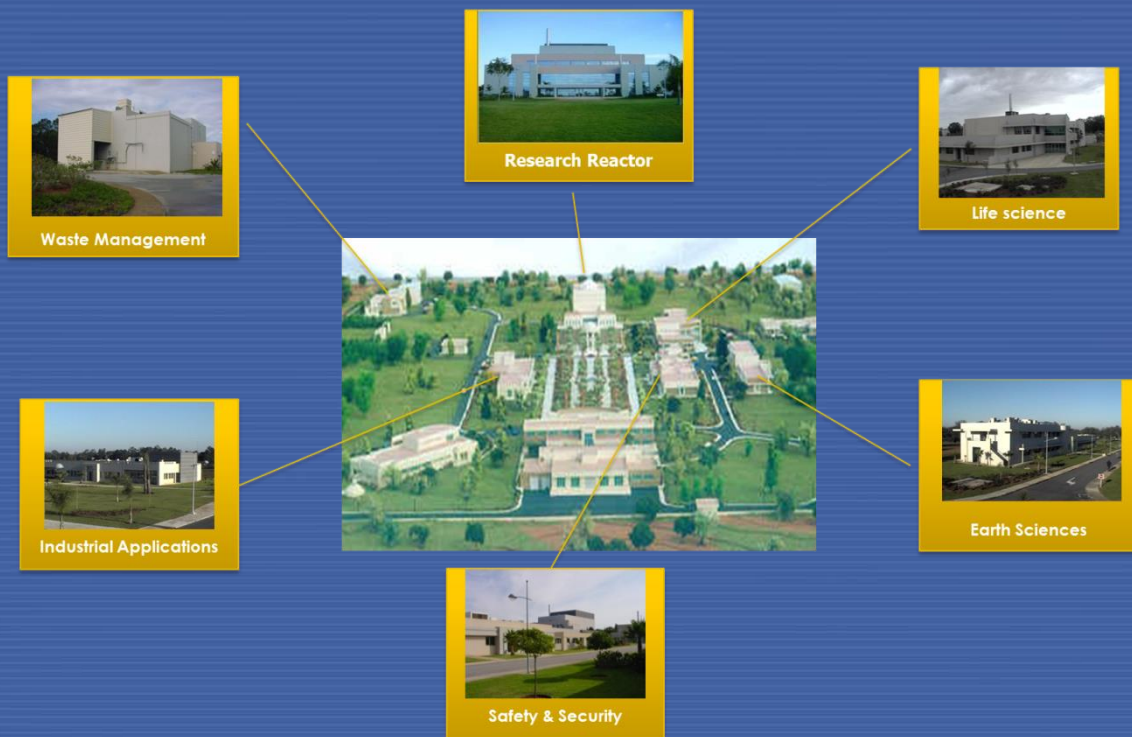 Research Reactor
Waste Management
Life science
Industrial Applications
Earth Sciences
Safety & Security